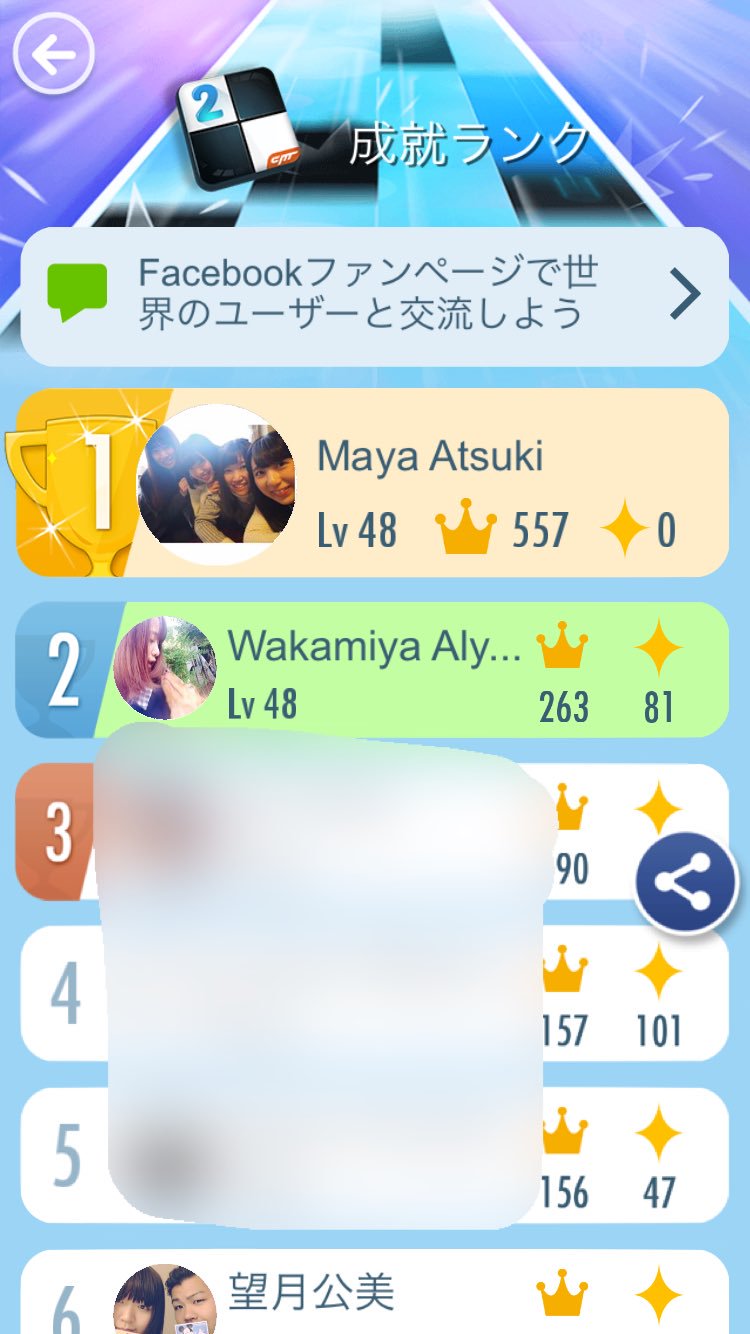 2
CPT
成就ランク
Facebookファンページで世
界のユーザーと交流しよう
1
Maya Atsuki
Lv 48 557 0
2
Wakamiya Aly...
Lv 48
263 81
3
90
4
157 101
5
156 47
6
望月公美